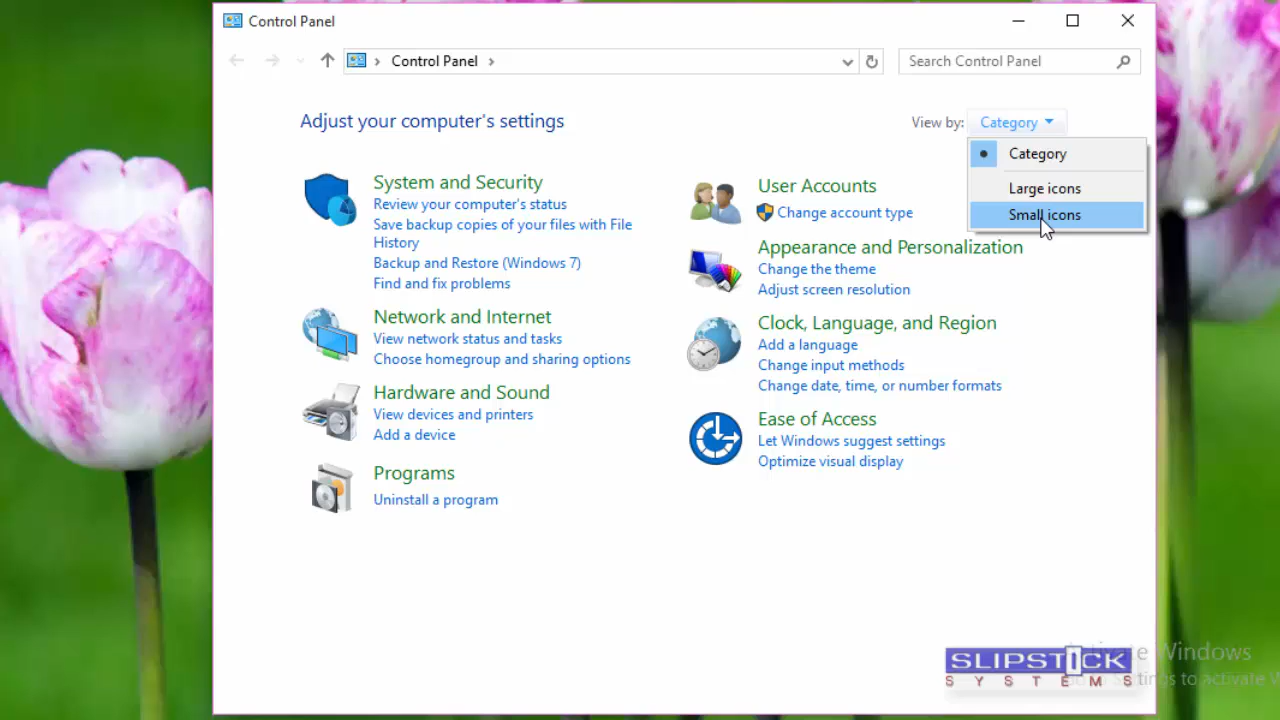 Control Panel
Control Panel
Search Control Panel
Adjust your computer's settings
View by:
Category
Category
Large icons
Small icons
System and Security
Review your computer's status
Save backup copies of your files with File
History
Backup and Restore (Windows 7)
Find and fix problems
Network and Internet
View network status and tasks
Choose homegroup and sharing options
Hardware and Sound
View devices and printers
Add a device
Programs
Uninstall a program
User Accounts
Change account type
Appearance and Personalization
Change the theme
Adjust screen resolution
Clock, Language, and Region
Add a language
Change input methods
Change date, time, or number formats
Ease of Access
Let Windows suggest settings
Optimize visual display
SLIPSTICK
SYSTEMS
Windows
to activate